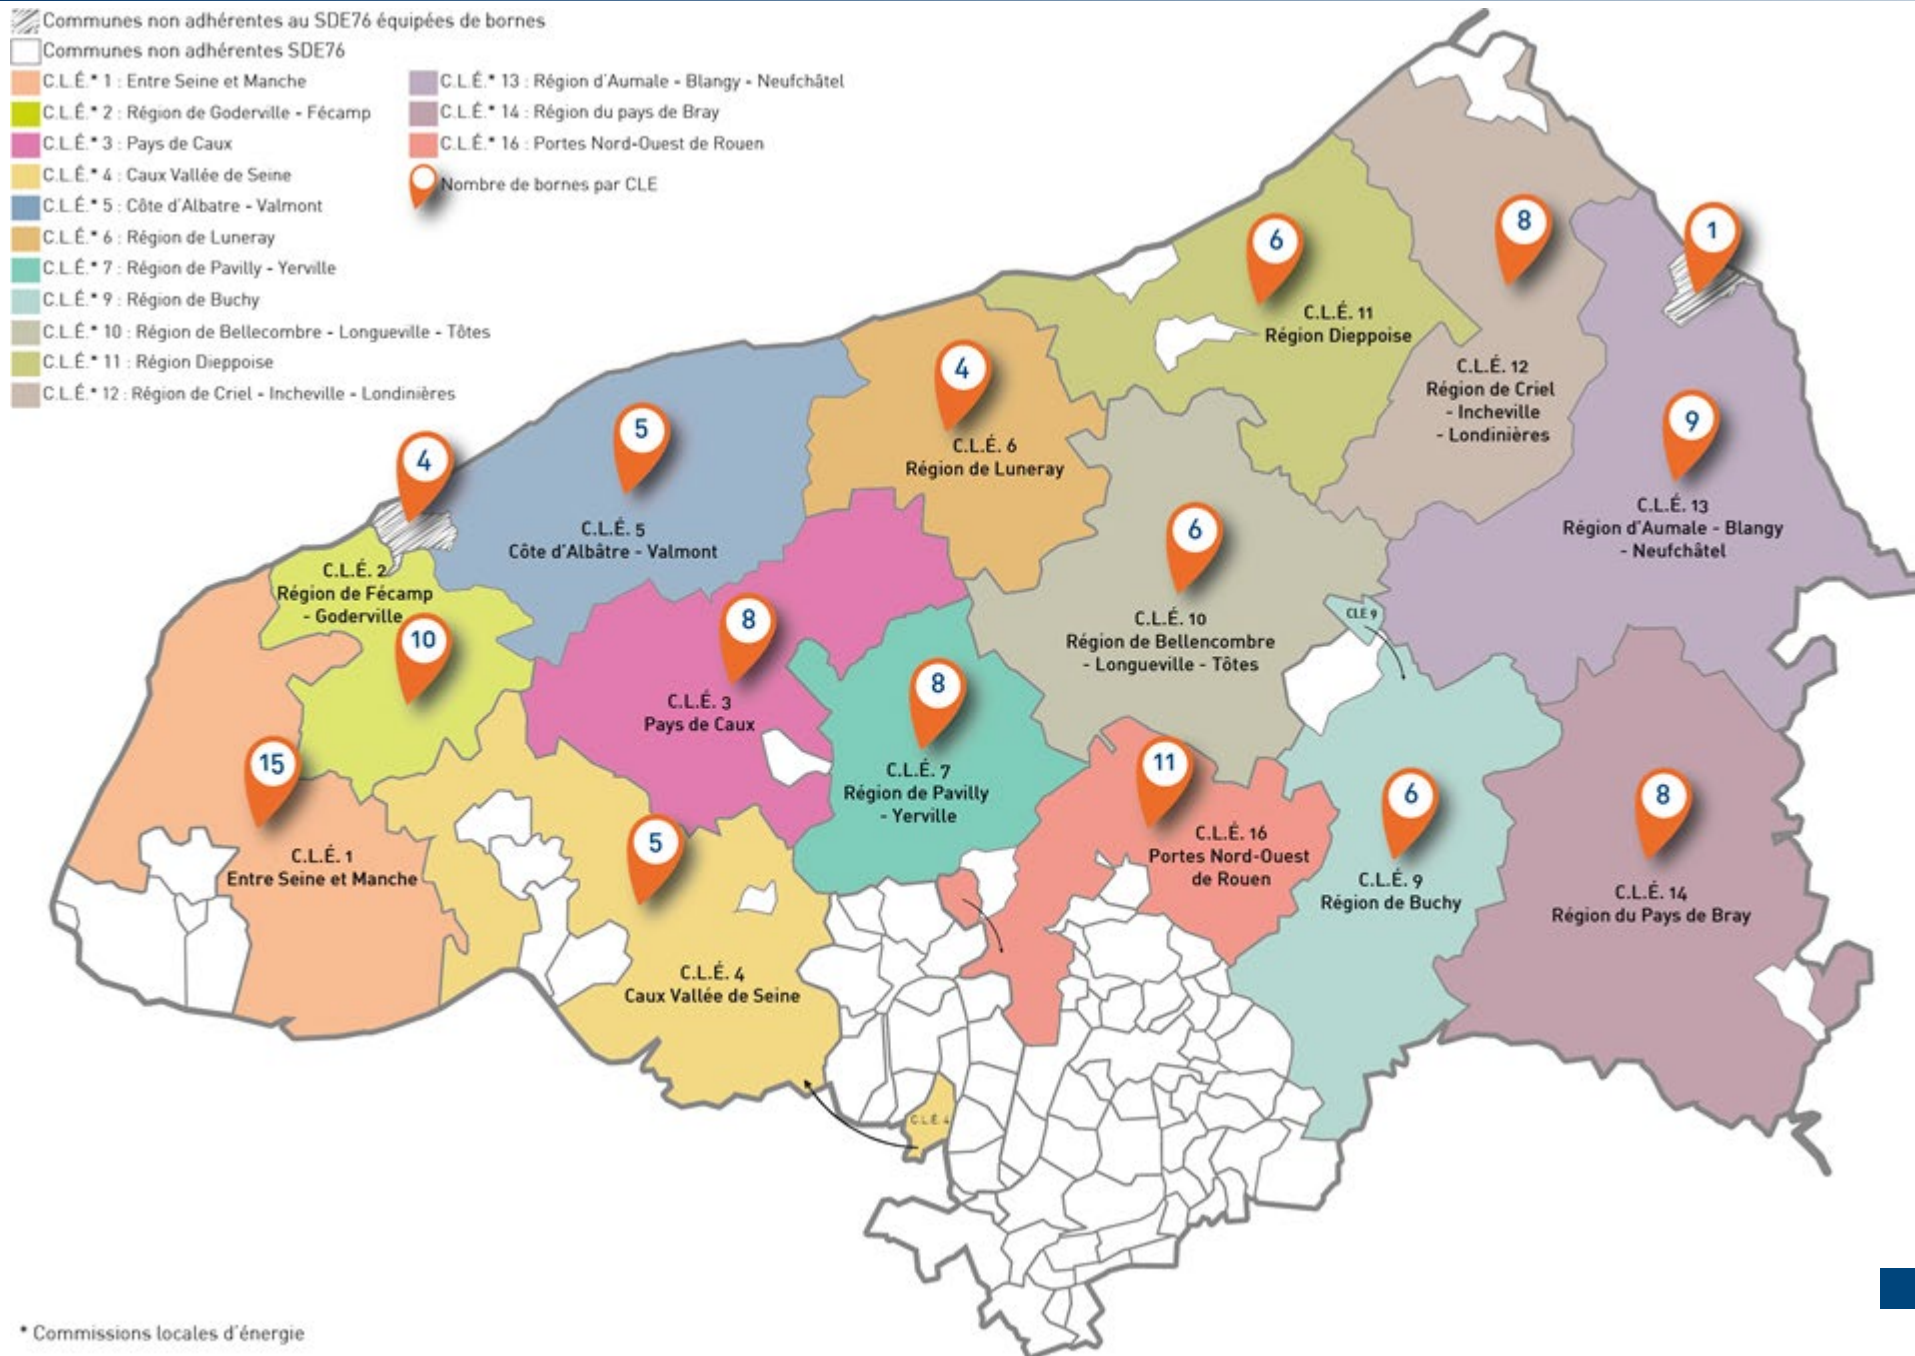 Communes non adhérentes au SDE76 équipées de bornes
Communes non adhérentes SDE76
C.L.É.* 1 : Entre Seine et Manche
C.L.É.* 2 : Région de Goderville - Fécamp
C.L.É.* 3 : Pays de Caux
C.L.É.* 4 : Caux Vallée de Seine
C.L.É.* 5 : Côte d'Albatre - Valmont
C.L.É.* 6 : Région de Luneray
C.L.É.* 7 : Région de Pavilly - Yerville
C.L.É.* 9 : Région de Buchy
C.L.É.* 10 : Région de Bellecombre - Longueville - Tôtes
C.L.É.* 11 : Région Dieppoise
C.L.É.* 12 : Région de Criel - Incheville - Londinières
C.L.É.* 13 : Région d'Aumale - Blangy - Neufchâtel
C.L.É.* 14 : Région du pays de Bray
C.L.É.* 16 : Portes Nord-Ouest de Rouen
Nombre de bornes par CLE
8
1
6
C.L.É. 11
Région Dieppoise
C.L.É. 12
Région de Criel
- Incheville
- Londinières
4
C.L.É. 6
Région de Luneray
9
C.L.É. 13
Région d'Aumale - Blangy
- Neufchâtel
5
C.L.É. 5
Côte d'Albâtre - Valmont
4
C.L.É. 2
Région de Fécamp
- Goderville
10
6
C.L.É. 10
Région de Bellencombre
- Longueville - Tôtes
CLE 9
8
C.L.É. 3
Pays de Caux
8
C.L.É. 7
Région de Pavilly
- Yerville
15
C.L.É. 1
Entre Seine et Manche
11
C.L.É. 16
Portes Nord-Ouest
de Rouen
6
C.L.É. 9
Région de Buchy
8
C.L.É. 14
Région du Pays de Bray
5
C.L.É. 4
Caux Vallée de Seine
C.L.É. 4
* Commissions locales d'énergie